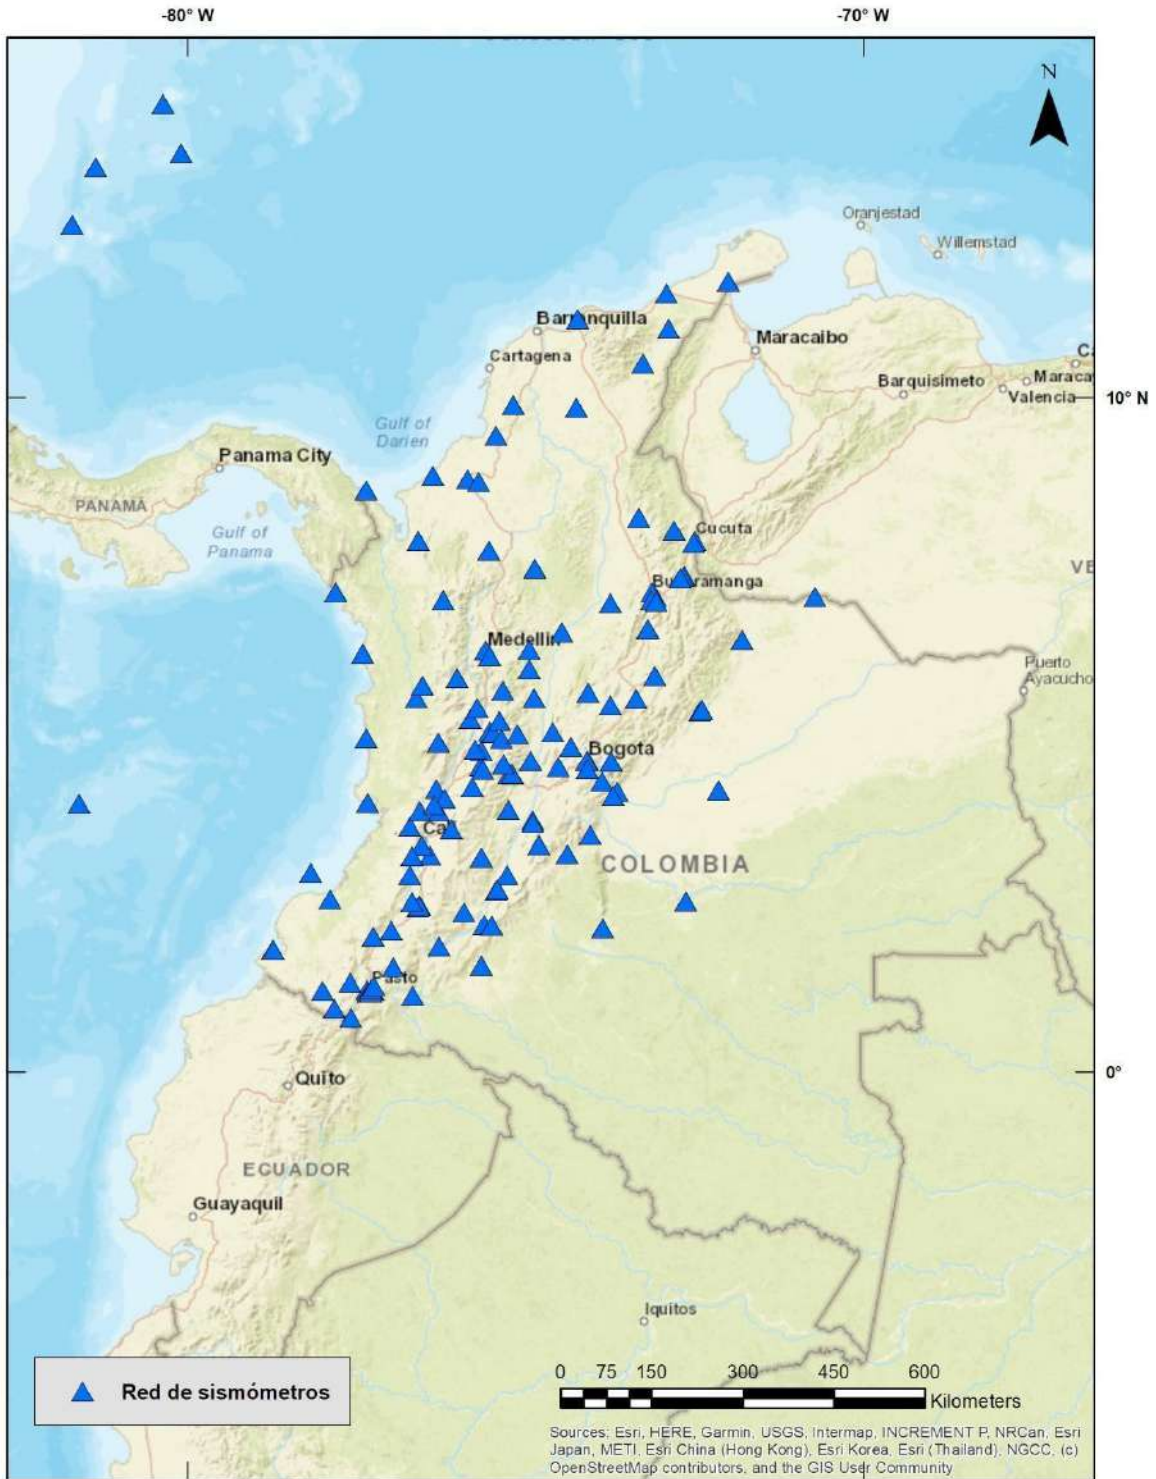 -80° W
-70° W
N
Oranjestad
Willemstad
Barranquilla
Maracaibo
Cartagena
Barquisimeto
Maracay
Valencia
10° N
Gulf of
Darien
Panama City
PANAMA
Gulf of
Panama
Cucuta
Bucaramanga
VE
Medellin
Puerto
Ayacucho
Bogota
Cali
COLOMBIA
Pasto
Quito
0°
ECUADOR
Guayaquil
Iquitos
Red de sismómetros
0 75 150 300 450 600
Kilometers
Sources: Esri, HERE, Garmin, USGS, Intermap, INCREMENT P, NRCan, Esri
Japan, METI, Esri China (Hong Kong), Esri Korea, Esri (Thailand), NGCC, (c)
OpenStreetMap contributors, and the GIS User Community